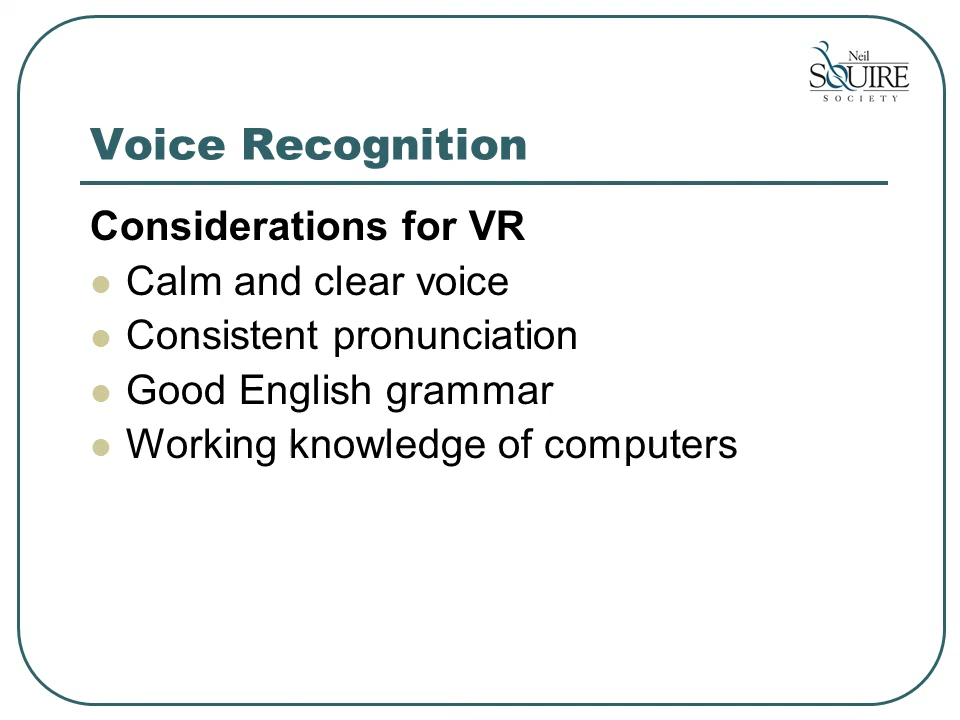 Neil
SQUIRE
SOCIETY
Voice Recognition
Considerations for VR
Calm and clear voice
Consistent pronunciation
Good English grammar
Working knowledge of computers